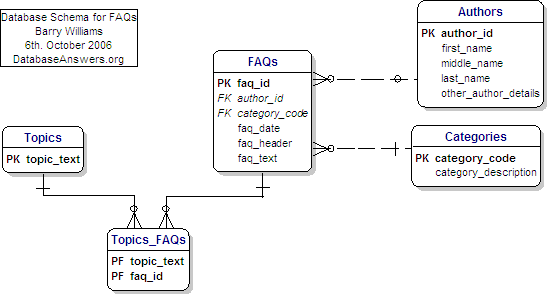 Database Schema for FAQs
Barry Williams
6th. October 2006
DatabaseAnswers.org
Authors
PK author_id
first_name
middle_name
last_name
other_author_details
FAQs
PK faq_id
FK author_id
FK category_code
faq_date
faq_header
faq_text
Topics
PK topic_text
Categories
PK category_code
category_description
Topics_FAQs
PF topic_text
PF faq_id